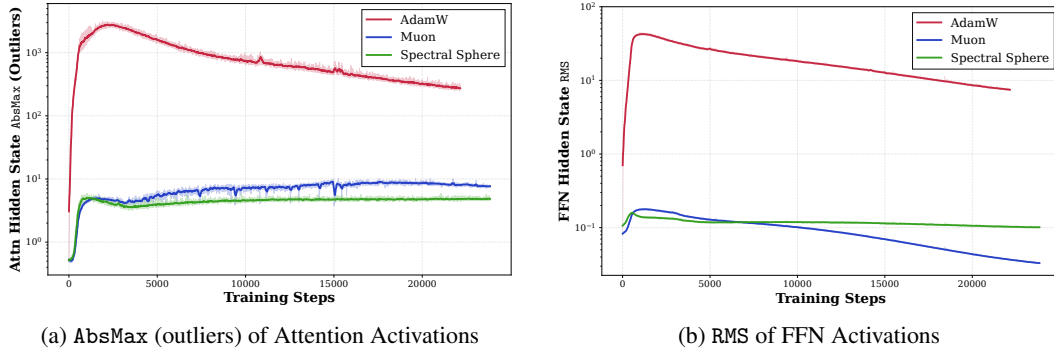 Attn Hidden State AbsMax (Outliers)
10³
10²
10¹
10⁰
AdamW
Muon
Spectral Sphere
0
5000
10000
15000
20000
Training Steps
(a) AbsMax (outliers) of Attention Activations
FFN Hidden State RMS
10²
10¹
10⁰
10⁻¹
AdamW
Muon
Spectral Sphere
0
5000
10000
15000
20000
Training Steps
(b) RMS of FFN Activations